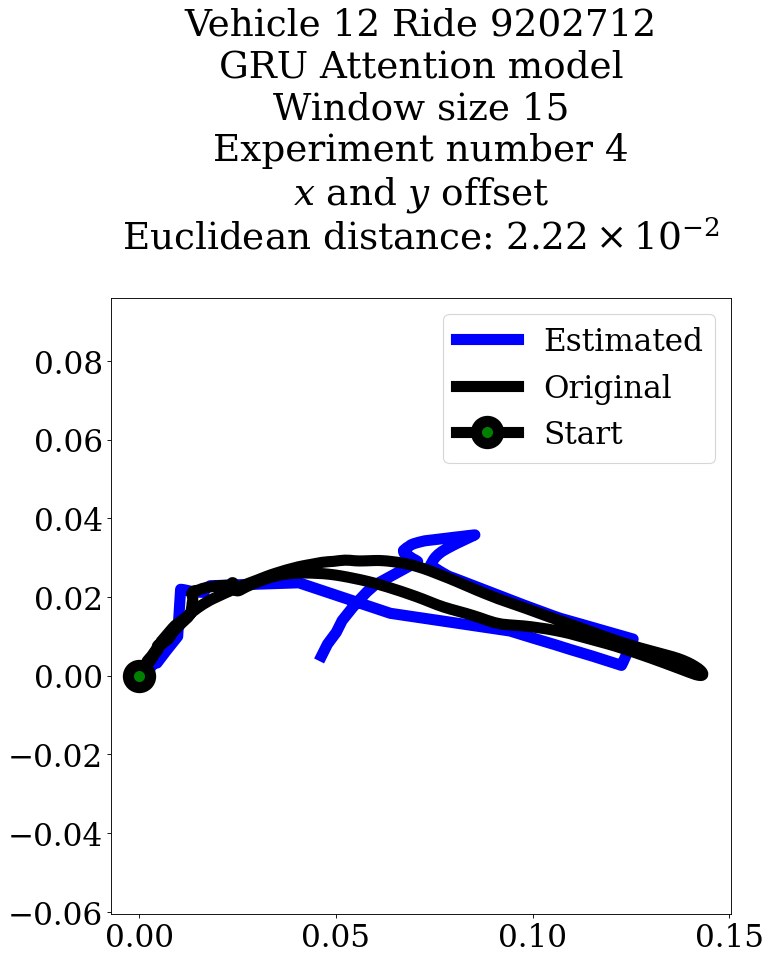 Vehicle 12 Ride 9202712
GRU Attention model
Window size 15
Experiment number 4
x and y offset
Euclidean distance: 2.22 × 10⁻²
Estimated
Original
Start
0.08
0.06
0.04
0.02
0.00
−0.02
−0.04
−0.06
0.00 0.05 0.10 0.15